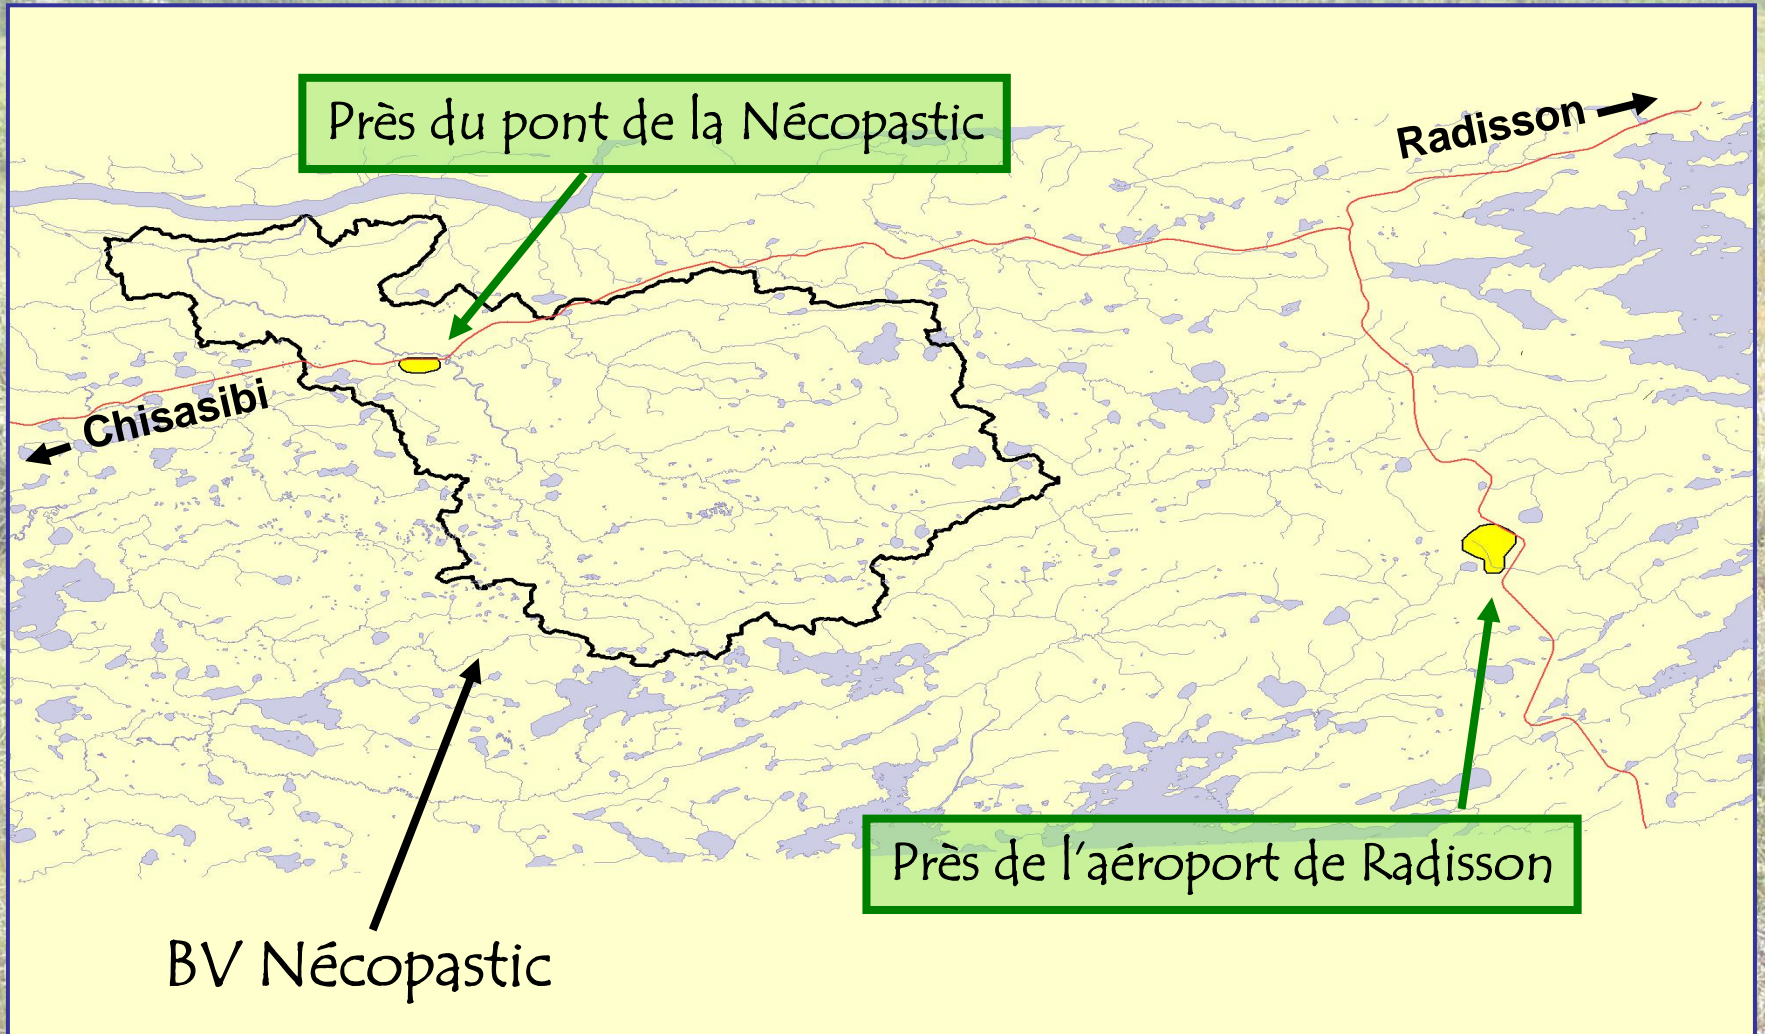 Près du pont de la Nécopastic
Radisson
Chisasibi
Près de l'aéroport de Radisson
BV Nécopastic